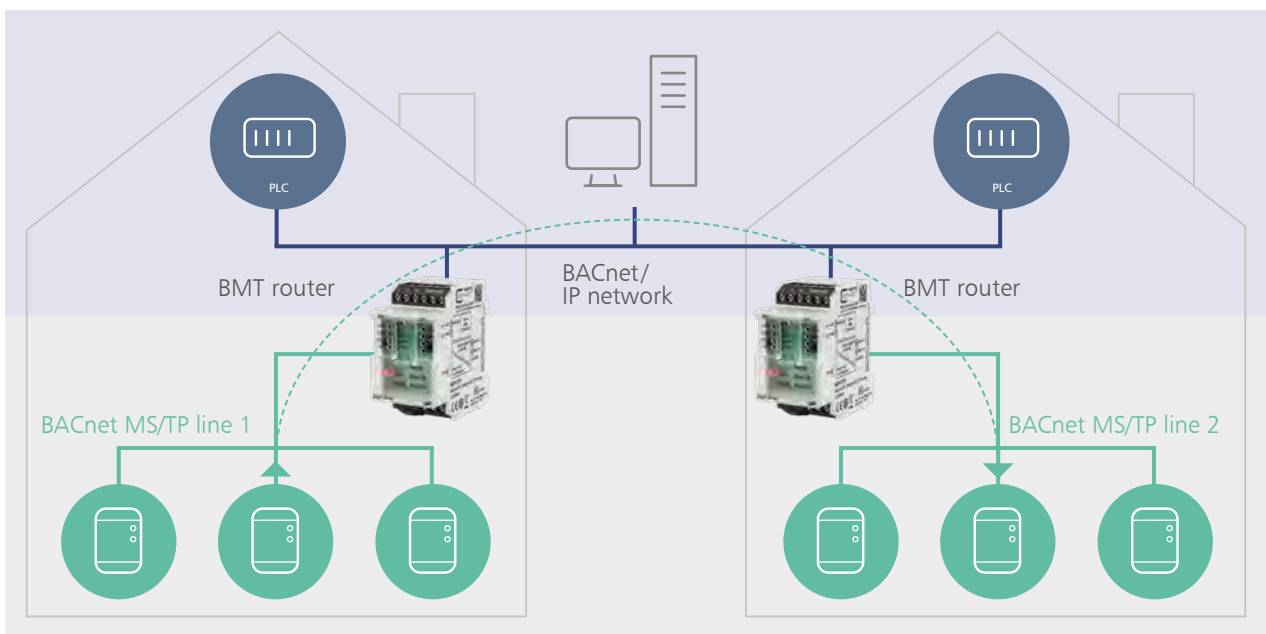 PLC
PLC
BMT router
BACnet/
IP network
BMT router
BACnet MS/TP line 1
BACnet MS/TP line 2